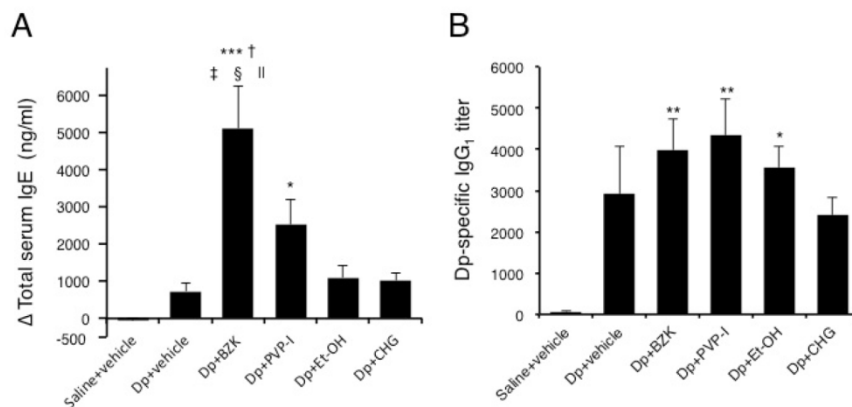 A
*** †
‡ § ||
Δ Total serum IgE (ng/ml)
6000
5000
4000
3000
2000
1000
0
-500
*
Saline+vehicle
Dp+vehicle
Dp+BZK
Dp+PVP-I
Dp+Et-OH
Dp+CHG
B
Dp-specific IgG₁ titer
6000
5000
4000
3000
2000
1000
0
**
**
*
Saline+vehicle
Dp+vehicle
Dp+BZK
Dp+PVP-I
Dp+Et-OH
Dp+CHG